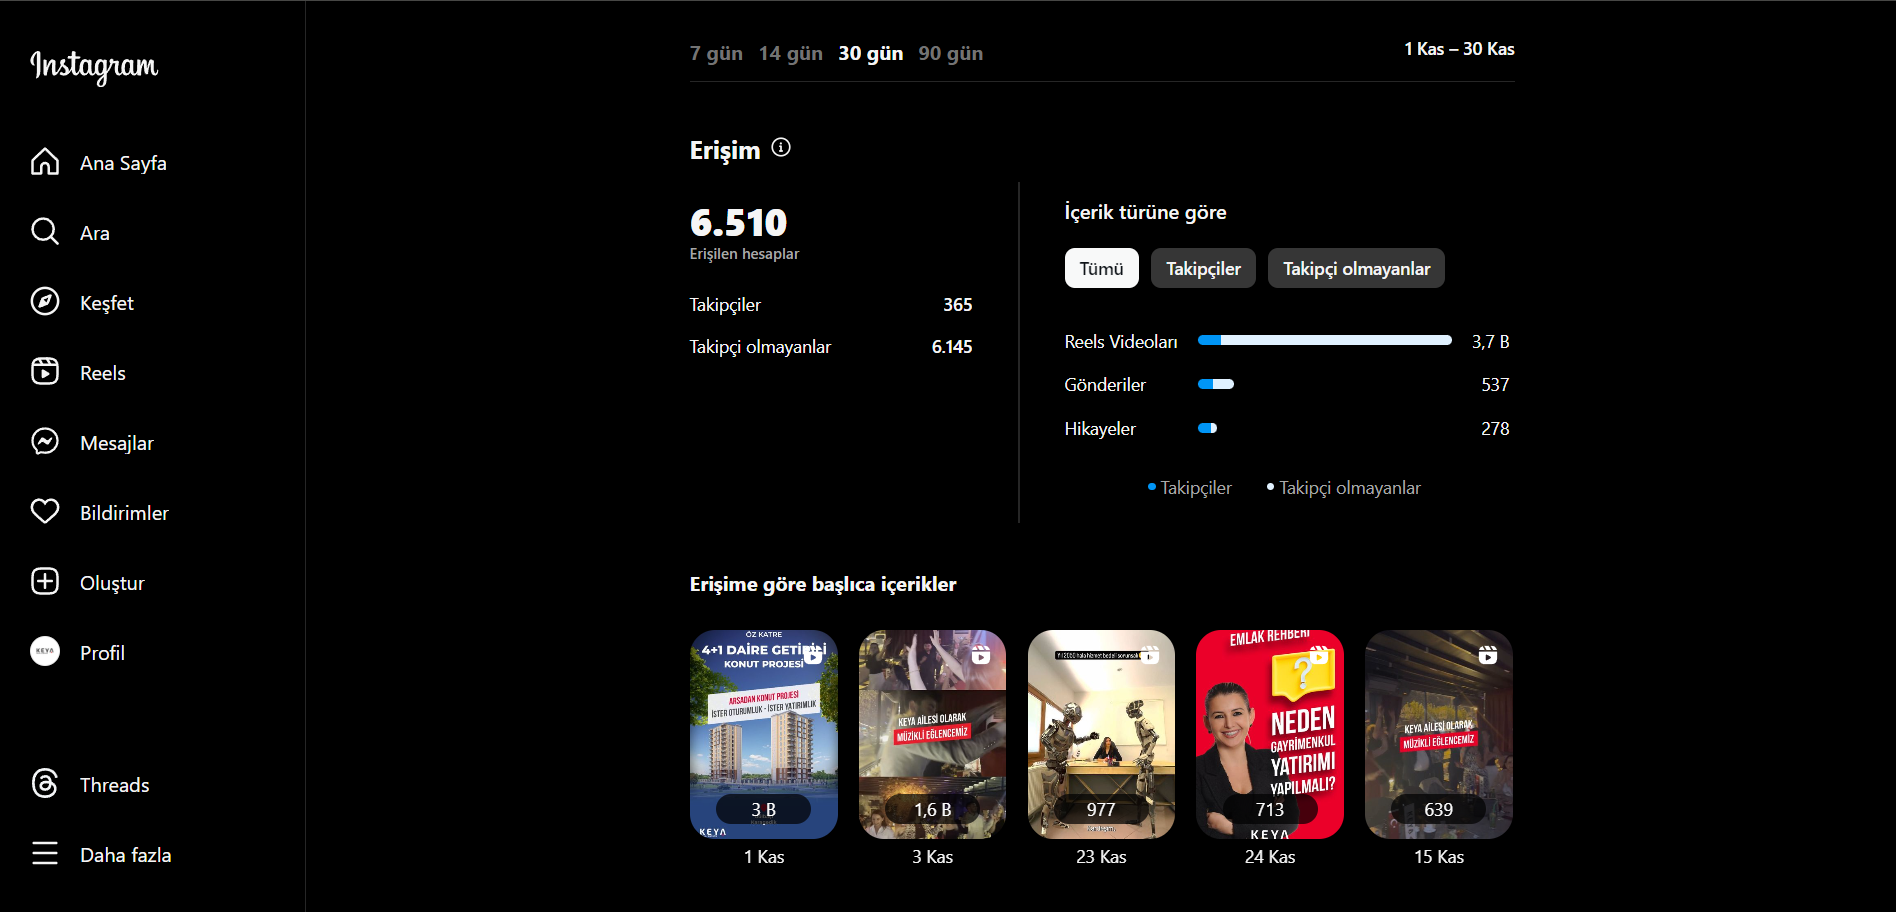 Instagram
Ana Sayfa
Ara
Keşfet
Reels
Mesajlar
Bildirimler
Oluştur
KEYA
Profil
Threads
Daha fazla
7 gün 14 gün 30 gün 90 gün
1 Kas – 30 Kas
Erişim
6.510
Erişilen hesaplar
Takipçiler 365
Takipçi olmayanlar 6.145
İçerik türüne göre
Tümü Takipçiler Takipçi olmayanlar
Reels Videoları 3,7 B
Gönderiler 537
Hikayeler 278
Takipçiler Takipçi olmayanlar
Erişime göre başlıca içerikler
ÖZ KATRE
4+1 DAİRE GETİRİLİ
KONUT PROJESİ
ARSADAN KONUT PROJESİ
İSTER OTURUMLUK - İSTER YATIRIMLIK
3 B
KEYA
1 Kas
KEYA AİLESİ OLARAK
MÜZİKLİ EĞLENCEMİZ
1,6 B
3 Kas
977
23 Kas
EMLAK REHBERİ
?
NEDEN
GAYRİMENKUL
YATIRIMI
YAPILMALI?
713
KEYA
24 Kas
KEYA AİLESİ OLARAK
MÜZİKLİ EĞLENCEMİZ
639
15 Kas